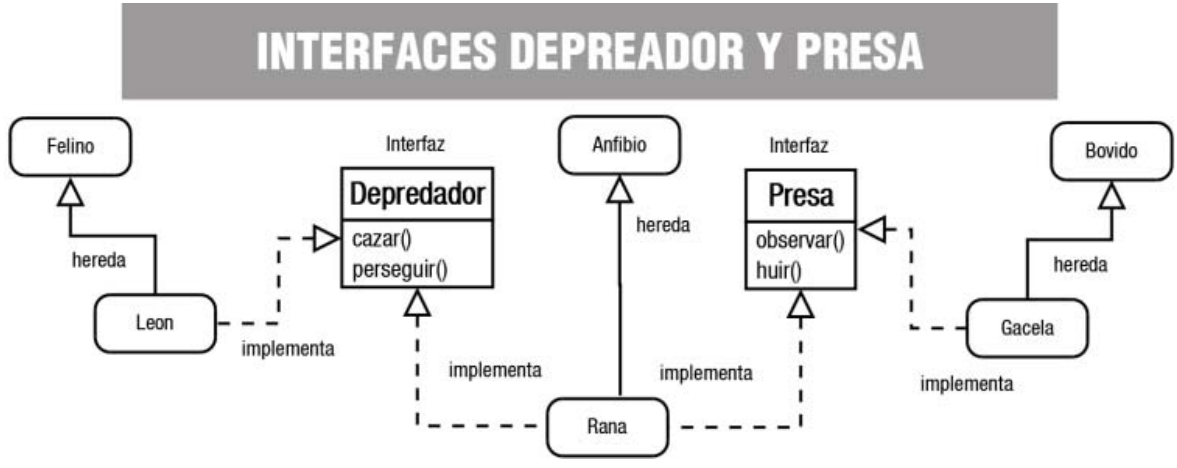 INTERFACES DEPREADOR Y PRESA
Felino
Interfaz
Anfibio
Interfaz
Bovido
Depredador
Presa
cazar()
perseguir()
observar()
huir()
hereda
hereda
hereda
Leon
Gacela
implementa
implementa
implementa
implementa
Rana